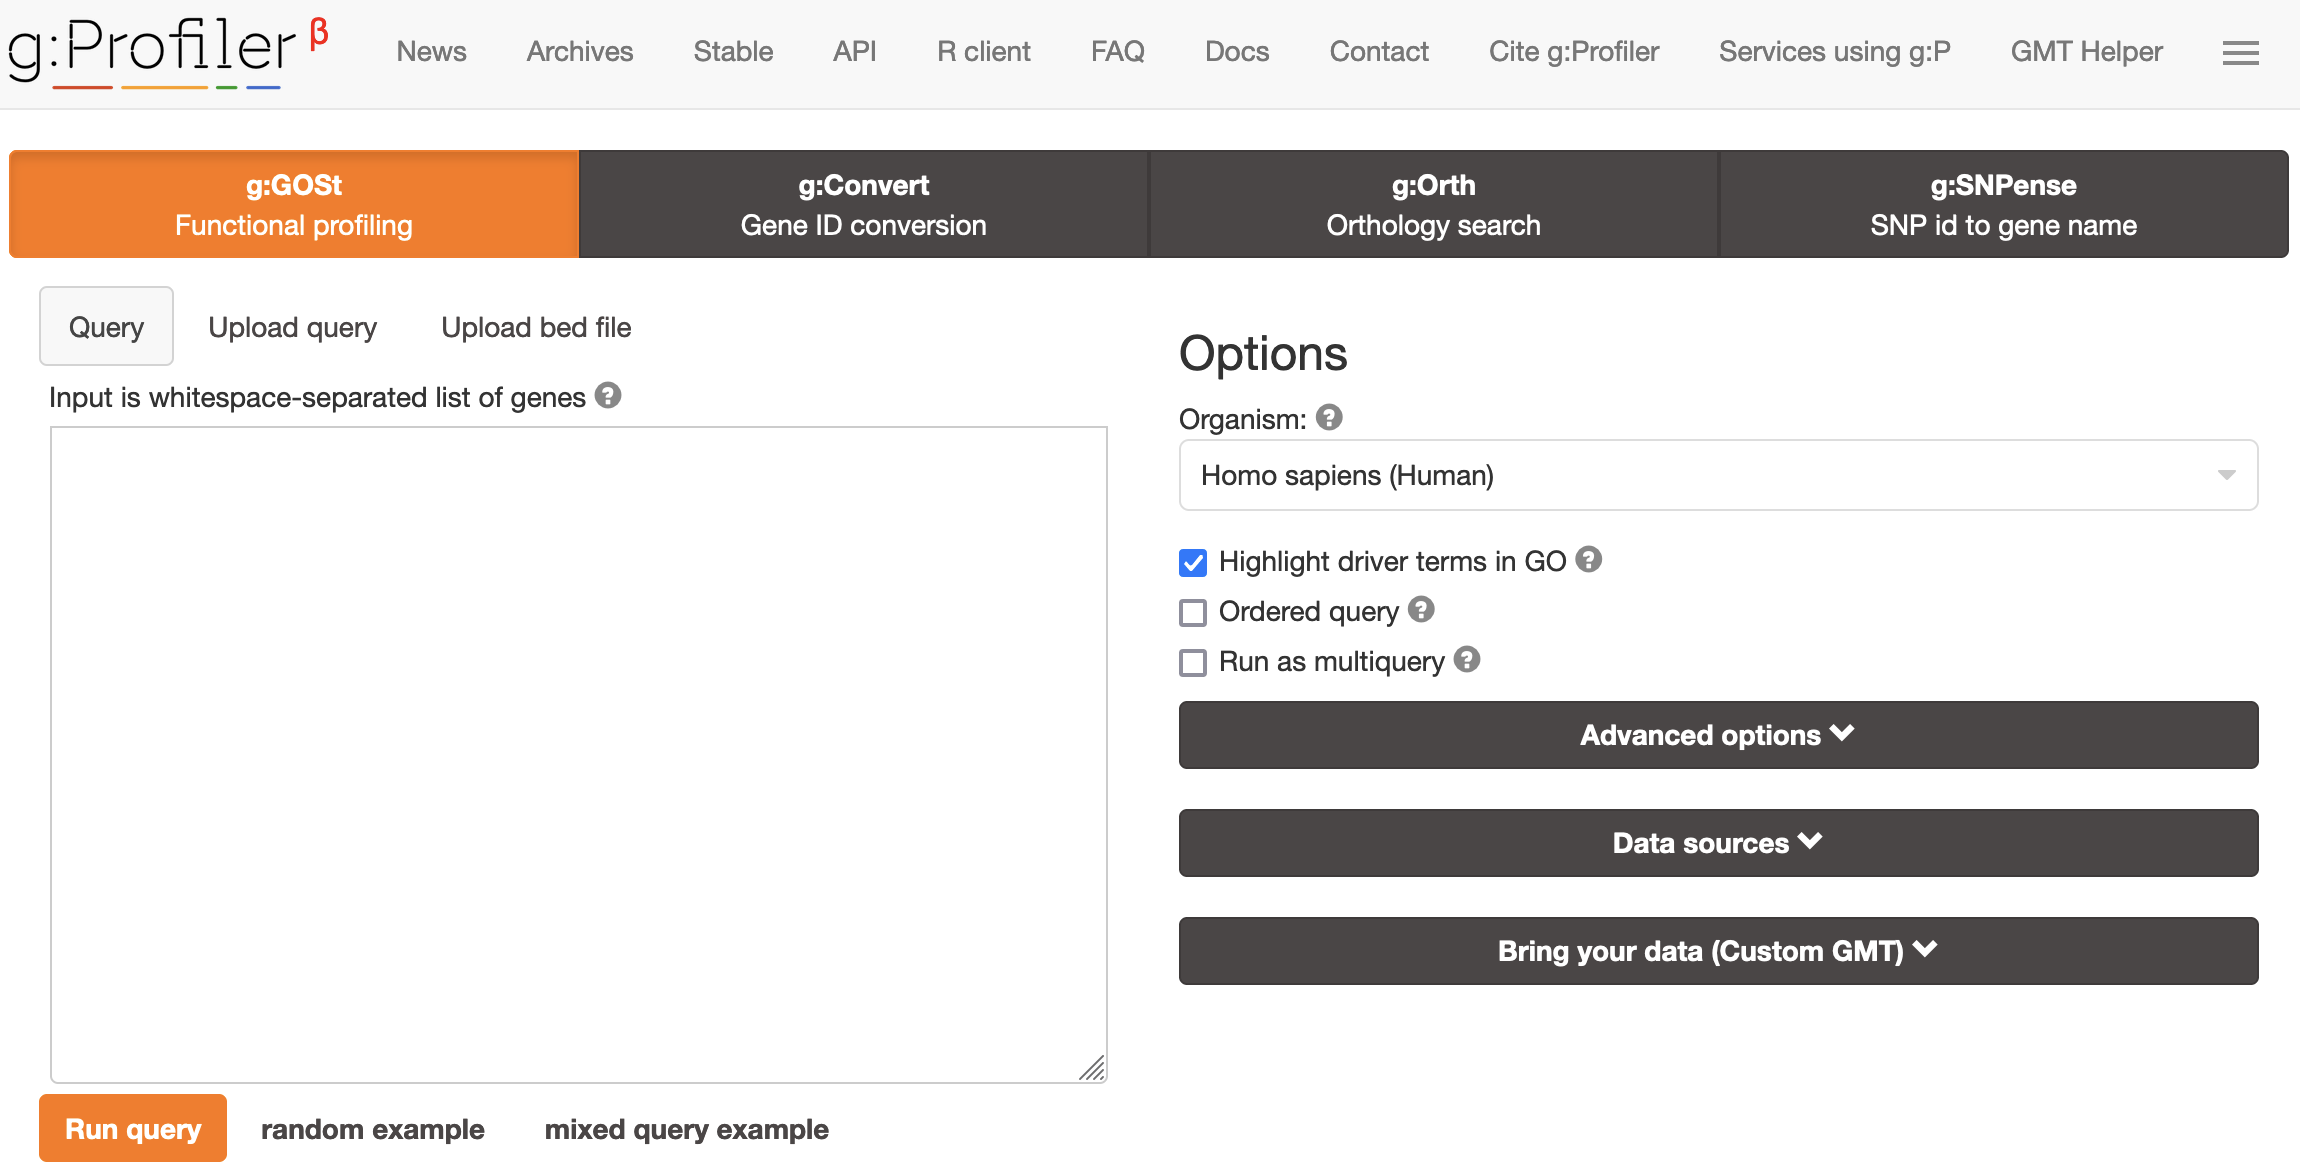 g:Profiler β
News Archives Stable API R client FAQ Docs Contact Cite g:Profiler Services using g:P GMT Helper
g:GOSt
Functional profiling
g:Convert
Gene ID conversion
g:Orth
Orthology search
g:SNPense
SNP id to gene name
Query Upload query Upload bed file
Input is whitespace-separated list of genes ?
Run query random example mixed query example
Options
Organism: ?
Homo sapiens (Human)
Highlight driver terms in GO ?
Ordered query ?
Run as multiquery ?
Advanced options
Data sources
Bring your data (Custom GMT)